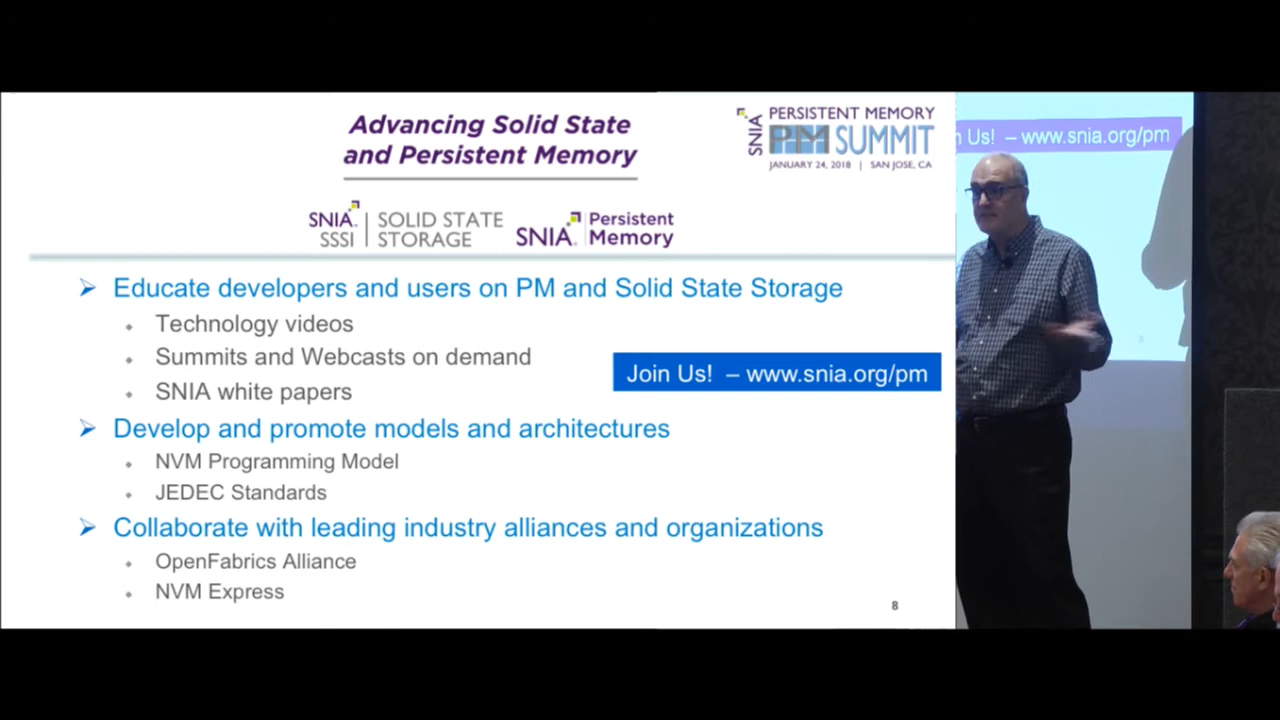 Advancing Solid State
and Persistent Memory
SNIA
PERSISTENT MEMORY
PM SUMMIT
JANUARY 24, 2018 | SAN JOSE, CA
SNIA
SSSI
SOLID STATE
STORAGE
SNIA
Persistent
Memory
➢ Educate developers and users on PM and Solid State Storage
• Technology videos
• Summits and Webcasts on demand
• SNIA white papers
Join Us! – www.snia.org/pm
➢ Develop and promote models and architectures
• NVM Programming Model
• JEDEC Standards
➢ Collaborate with leading industry alliances and organizations
• OpenFabrics Alliance
• NVM Express
8
n Us! – www.snia.org/pm
8